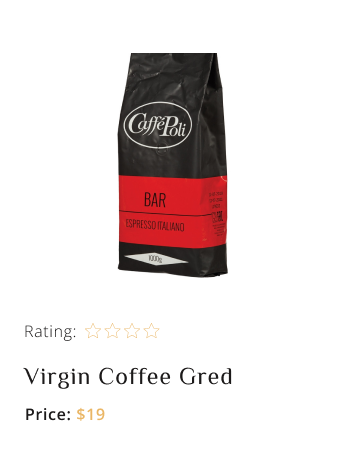 CaffèPoli
BAR
ESPRESSO ITALIANO
1000g
Rating:
Virgin Coffee Gred
Price: $19